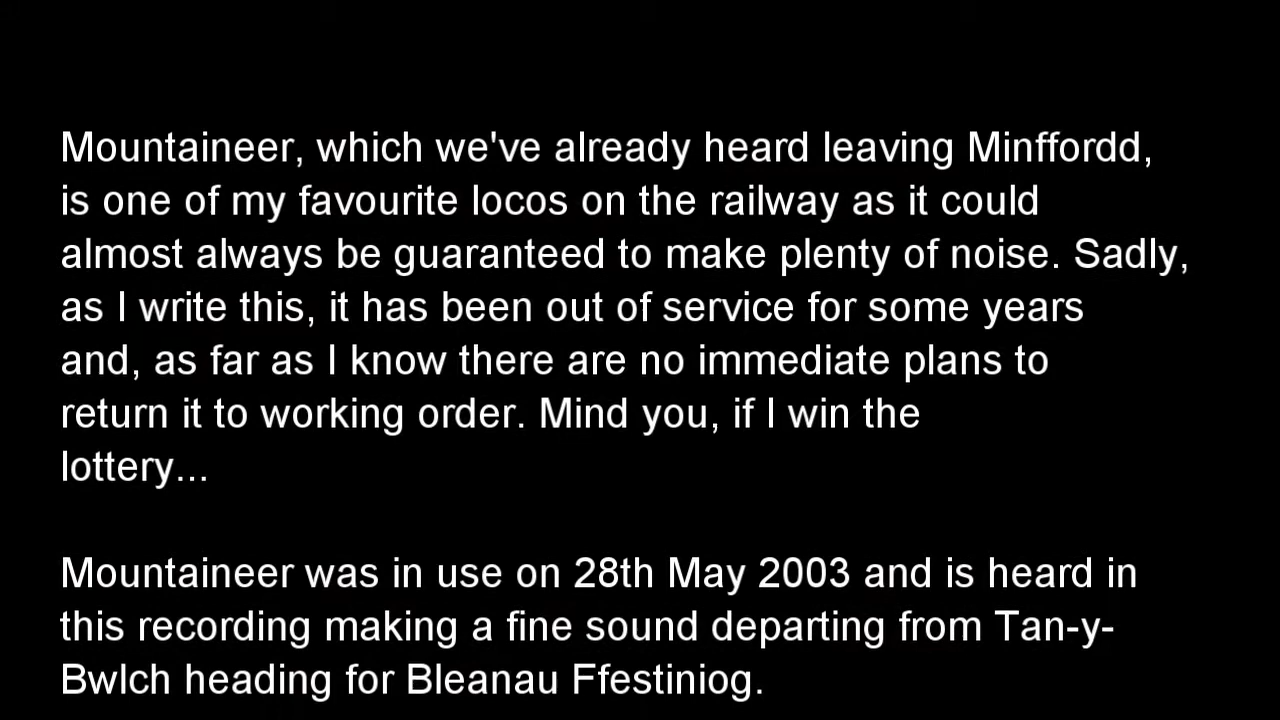 Mountaineer, which we've already heard leaving Minffordd,
is one of my favourite locos on the railway as it could
almost always be guaranteed to make plenty of noise. Sadly,
as I write this, it has been out of service for some years
and, as far as I know there are no immediate plans to
return it to working order. Mind you, if I win the
lottery...
Mountaineer was in use on 28th May 2003 and is heard in
this recording making a fine sound departing from Tan-y-
Bwlch heading for Bleanau Ffestiniog.